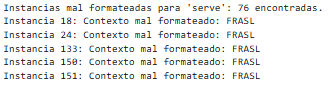 Instancias mal formateadas para 'serve': 76 encontradas.
Instancia 18: Contexto mal formateado: FRASL
Instancia 24: Contexto mal formateado: FRASL
Instancia 133: Contexto mal formateado: FRASL
Instancia 150: Contexto mal formateado: FRASL
Instancia 151: Contexto mal formateado: FRASL